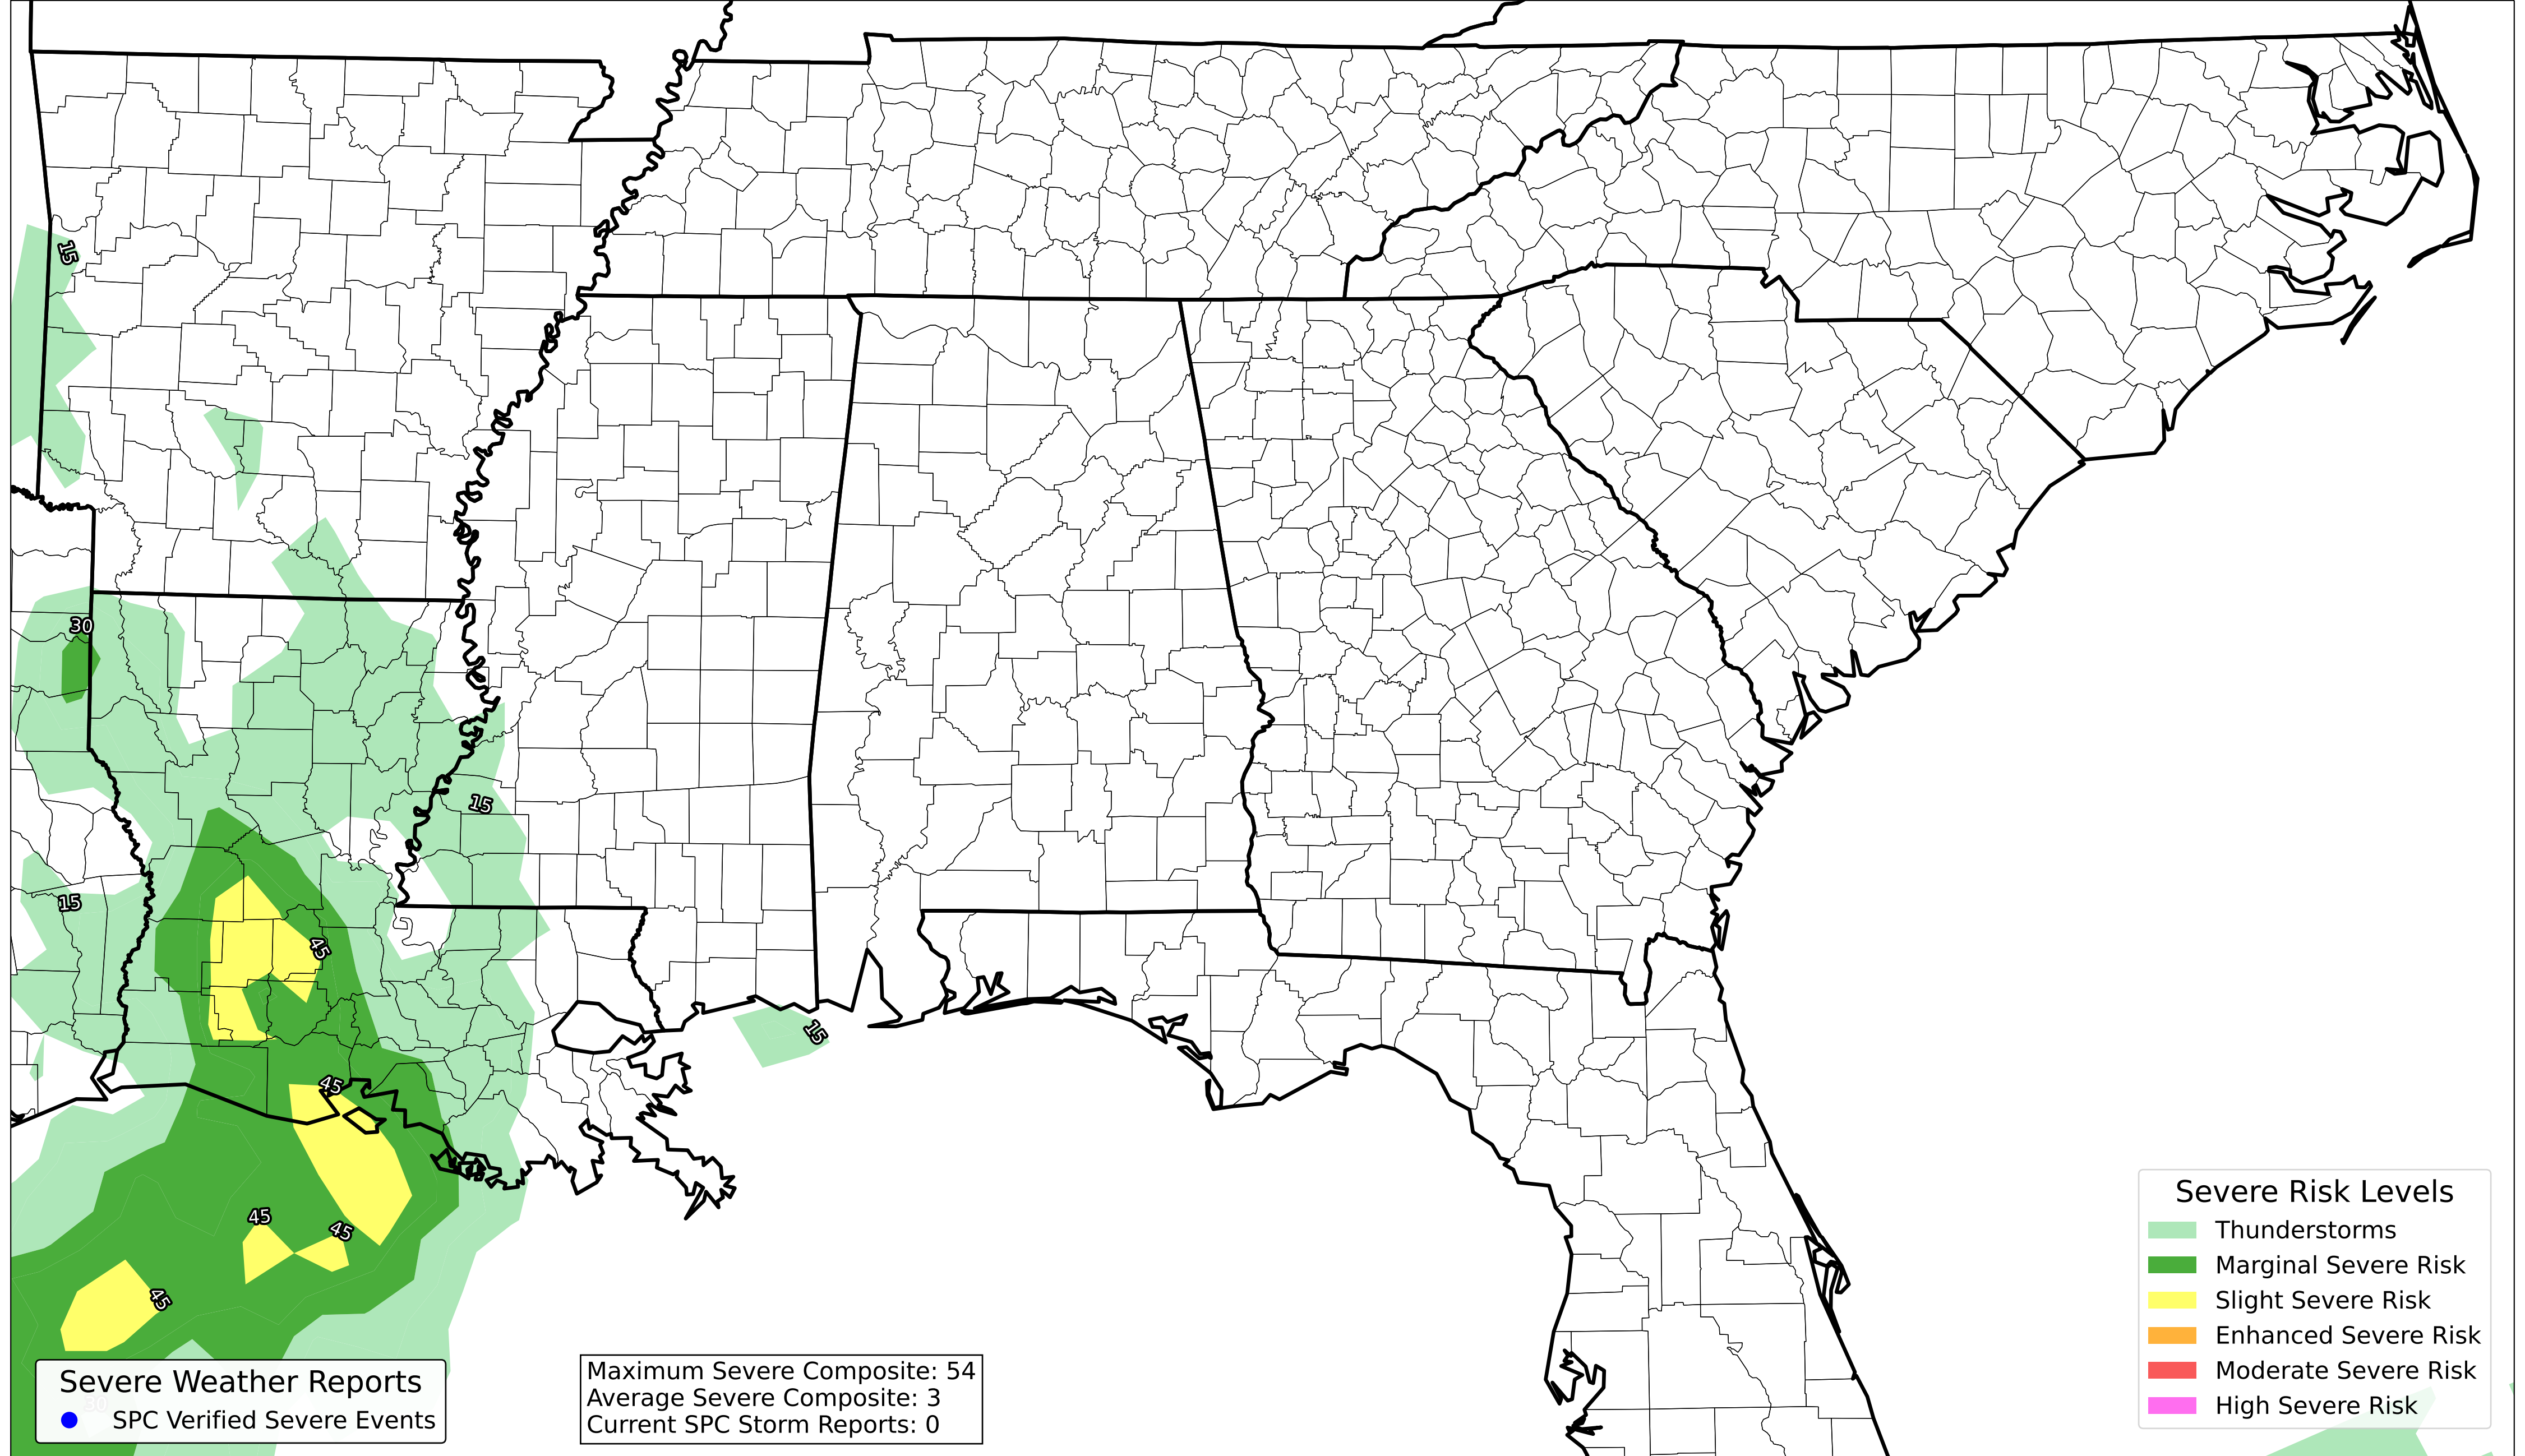 15
30
15
15
45
15
45
45
45
45
Severe Risk Levels
Thunderstorms
Marginal Severe Risk
Slight Severe Risk
Enhanced Severe Risk
Moderate Severe Risk
High Severe Risk
Severe Weather Reports
30
SPC Verified Severe Events
Maximum Severe Composite: 54
Average Severe Composite: 3
Current SPC Storm Reports: 0